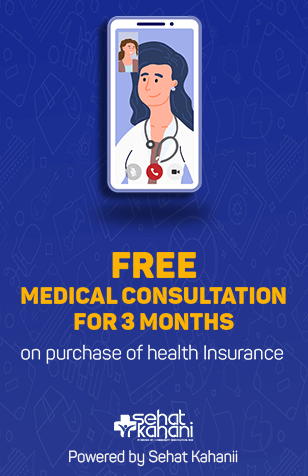 FREE
MEDICAL CONSULTATION
FOR 3 MONTHS
on purchase of health Insurance
sehat
kahani
Powered by Sehat Kahanii